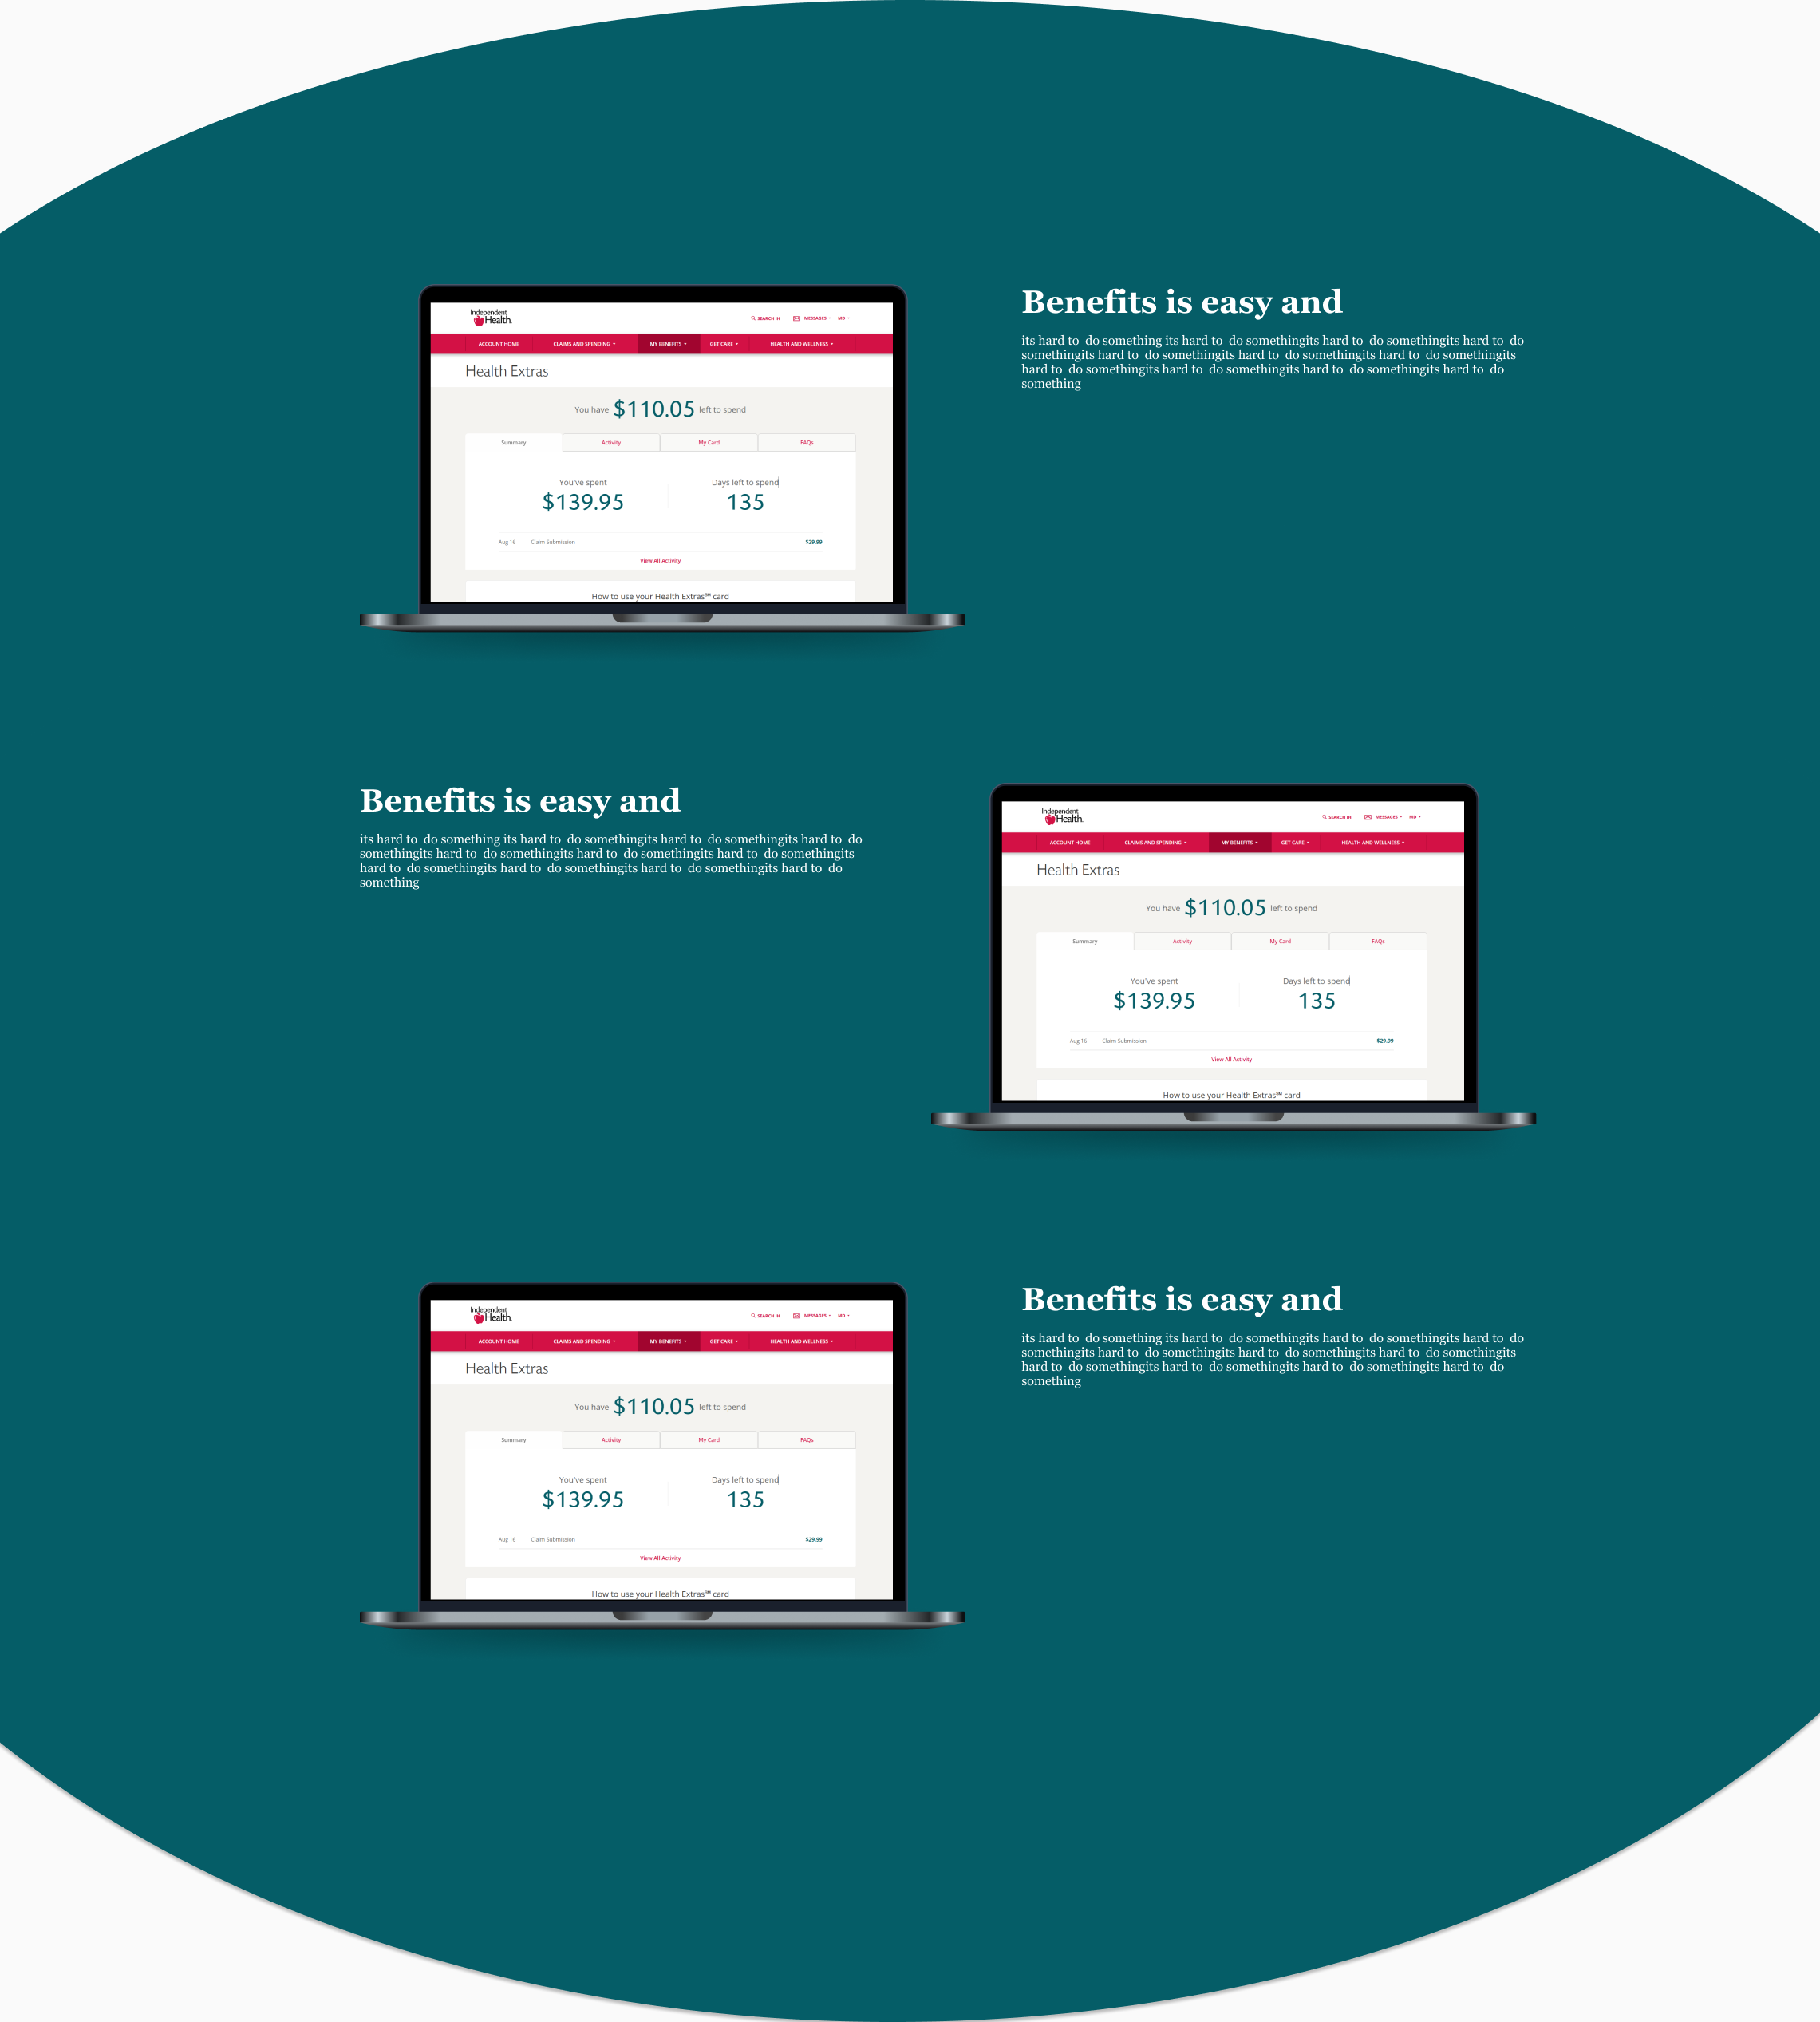 Independent
Health
SEARCH IH MESSAGES MD
ACCOUNT HOME CLAIMS AND SPENDING MY BENEFITS GET CARE HEALTH AND WELLNESS
Health Extras
You have $110.05 left to spend
Summary Activity My Card FAQs
You've spent Days left to spend
$139.95 135
Aug 16 Claim Submission $29.99
View All Activity
How to use your Health Extras℠ card
Benefits is easy and
its hard to  do something its hard to  do somethingits hard to  do somethingits hard to  do
somethingits hard to  do somethingits hard to  do somethingits hard to  do somethingits
hard to  do somethingits hard to  do somethingits hard to  do somethingits hard to  do
something
Benefits is easy and
its hard to  do something its hard to  do somethingits hard to  do somethingits hard to  do
somethingits hard to  do somethingits hard to  do somethingits hard to  do somethingits
hard to  do somethingits hard to  do somethingits hard to  do somethingits hard to  do
something
Independent
Health
SEARCH IH MESSAGES MD
ACCOUNT HOME CLAIMS AND SPENDING MY BENEFITS GET CARE HEALTH AND WELLNESS
Health Extras
You have $110.05 left to spend
Summary Activity My Card FAQs
You've spent Days left to spend
$139.95 135
Aug 16 Claim Submission $29.99
View All Activity
How to use your Health Extras℠ card
Independent
Health
SEARCH IH MESSAGES MD
ACCOUNT HOME CLAIMS AND SPENDING MY BENEFITS GET CARE HEALTH AND WELLNESS
Health Extras
You have $110.05 left to spend
Summary Activity My Card FAQs
You've spent Days left to spend
$139.95 135
Aug 16 Claim Submission $29.99
View All Activity
How to use your Health Extras℠ card
Benefits is easy and
its hard to  do something its hard to  do somethingits hard to  do somethingits hard to  do
somethingits hard to  do somethingits hard to  do somethingits hard to  do somethingits
hard to  do somethingits hard to  do somethingits hard to  do somethingits hard to  do
something